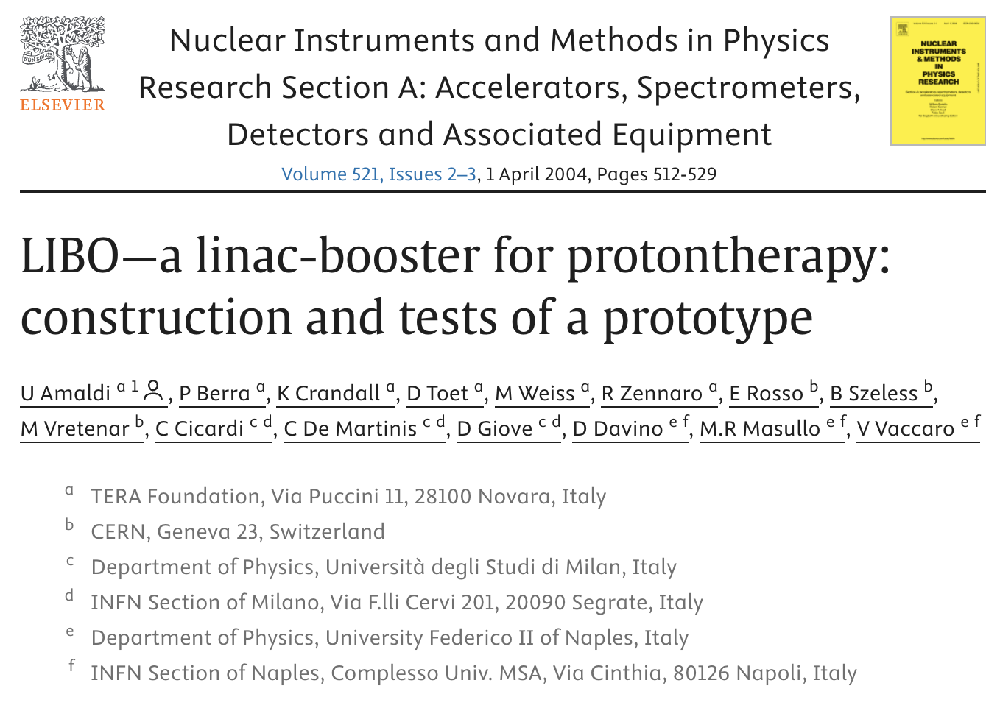 NON SOLUS
ELSEVIER
Nuclear Instruments and Methods in Physics
Research Section A: Accelerators, Spectrometers,
Detectors and Associated Equipment
Volume 521, Issues 2–3, 1 April 2004, Pages 512-529
NUCLEAR
INSTRUMENTS
& METHODS
IN
PHYSICS
RESEARCH
LIBO—a linac-booster for protontherapy:
construction and tests of a prototype
U Amaldi a 1, P Berra a, K Crandall a, D Toet a, M Weiss a, R Zennaro a, E Rosso b, B Szeless b,
M Vretenar b, C Cicardi c d, C De Martinis c d, D Giove c d, D Davino e f, M.R Masullo e f, V Vaccaro e f
a TERA Foundation, Via Puccini 11, 28100 Novara, Italy
b CERN, Geneva 23, Switzerland
c Department of Physics, Università degli Studi di Milan, Italy
d INFN Section of Milano, Via F.lli Cervi 201, 20090 Segrate, Italy
e Department of Physics, University Federico II of Naples, Italy
f INFN Section of Naples, Complesso Univ. MSA, Via Cinthia, 80126 Napoli, Italy